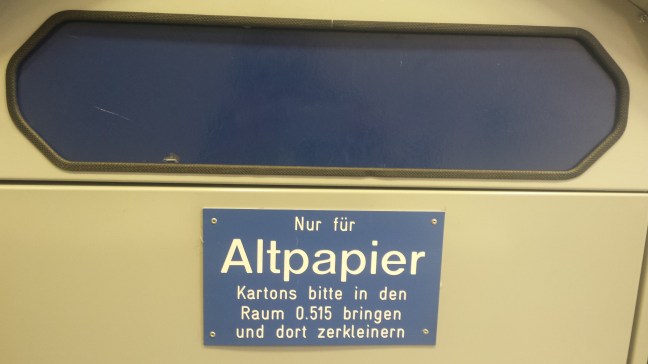 Nur für
Altpapier
Kartons bitte in den
Raum 0.515 bringen
und dort zerkleinern